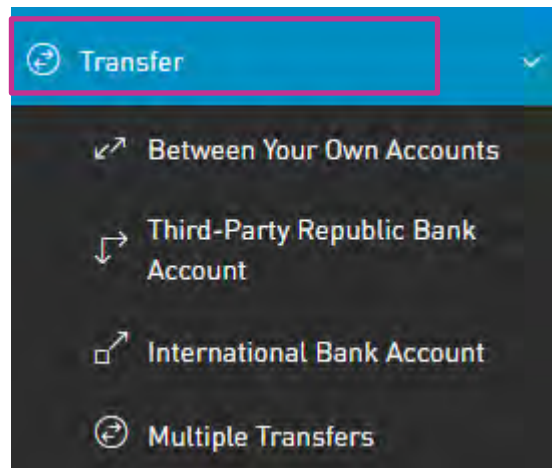 Transfer
Between Your Own Accounts
Third-Party Republic Bank
Account
International Bank Account
Multiple Transfers